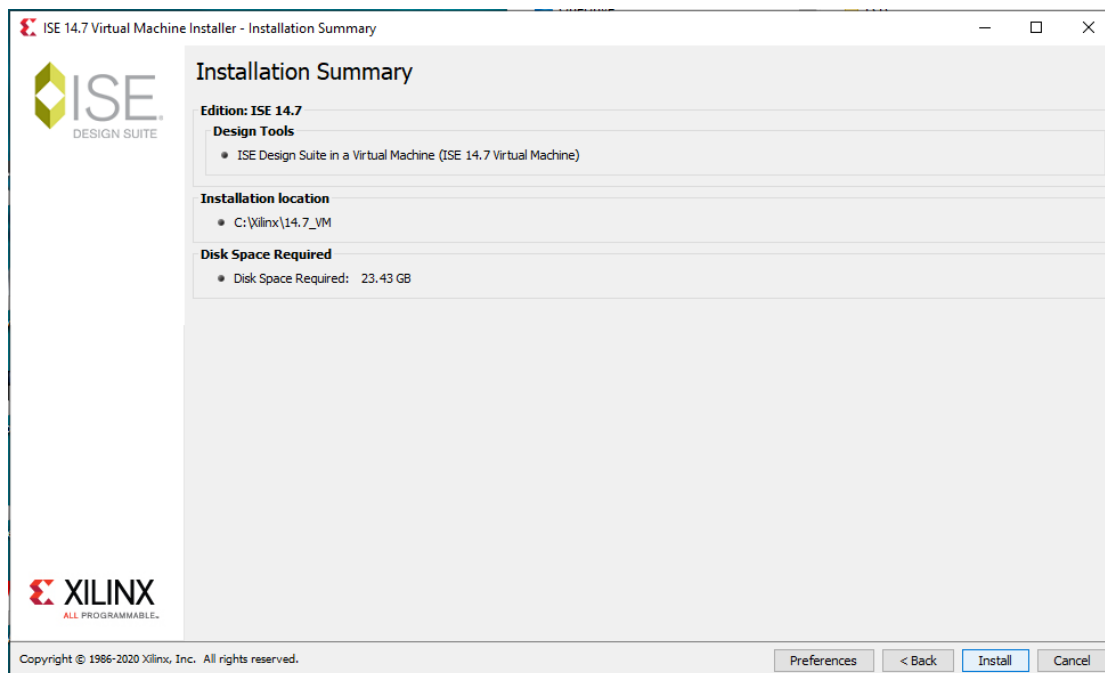 ISE 14.7 Virtual Machine Installer - Installation Summary
ISE
DESIGN SUITE
Installation Summary
Edition: ISE 14.7
Design Tools
ISE Design Suite in a Virtual Machine (ISE 14.7 Virtual Machine)
Installation location
C:\Xilinx\14.7_VM
Disk Space Required
Disk Space Required: 23.43 GB
XILINX
ALL PROGRAMMABLE™
Copyright © 1986-2020 Xilinx, Inc. All rights reserved.
Preferences
< Back
Install
Cancel